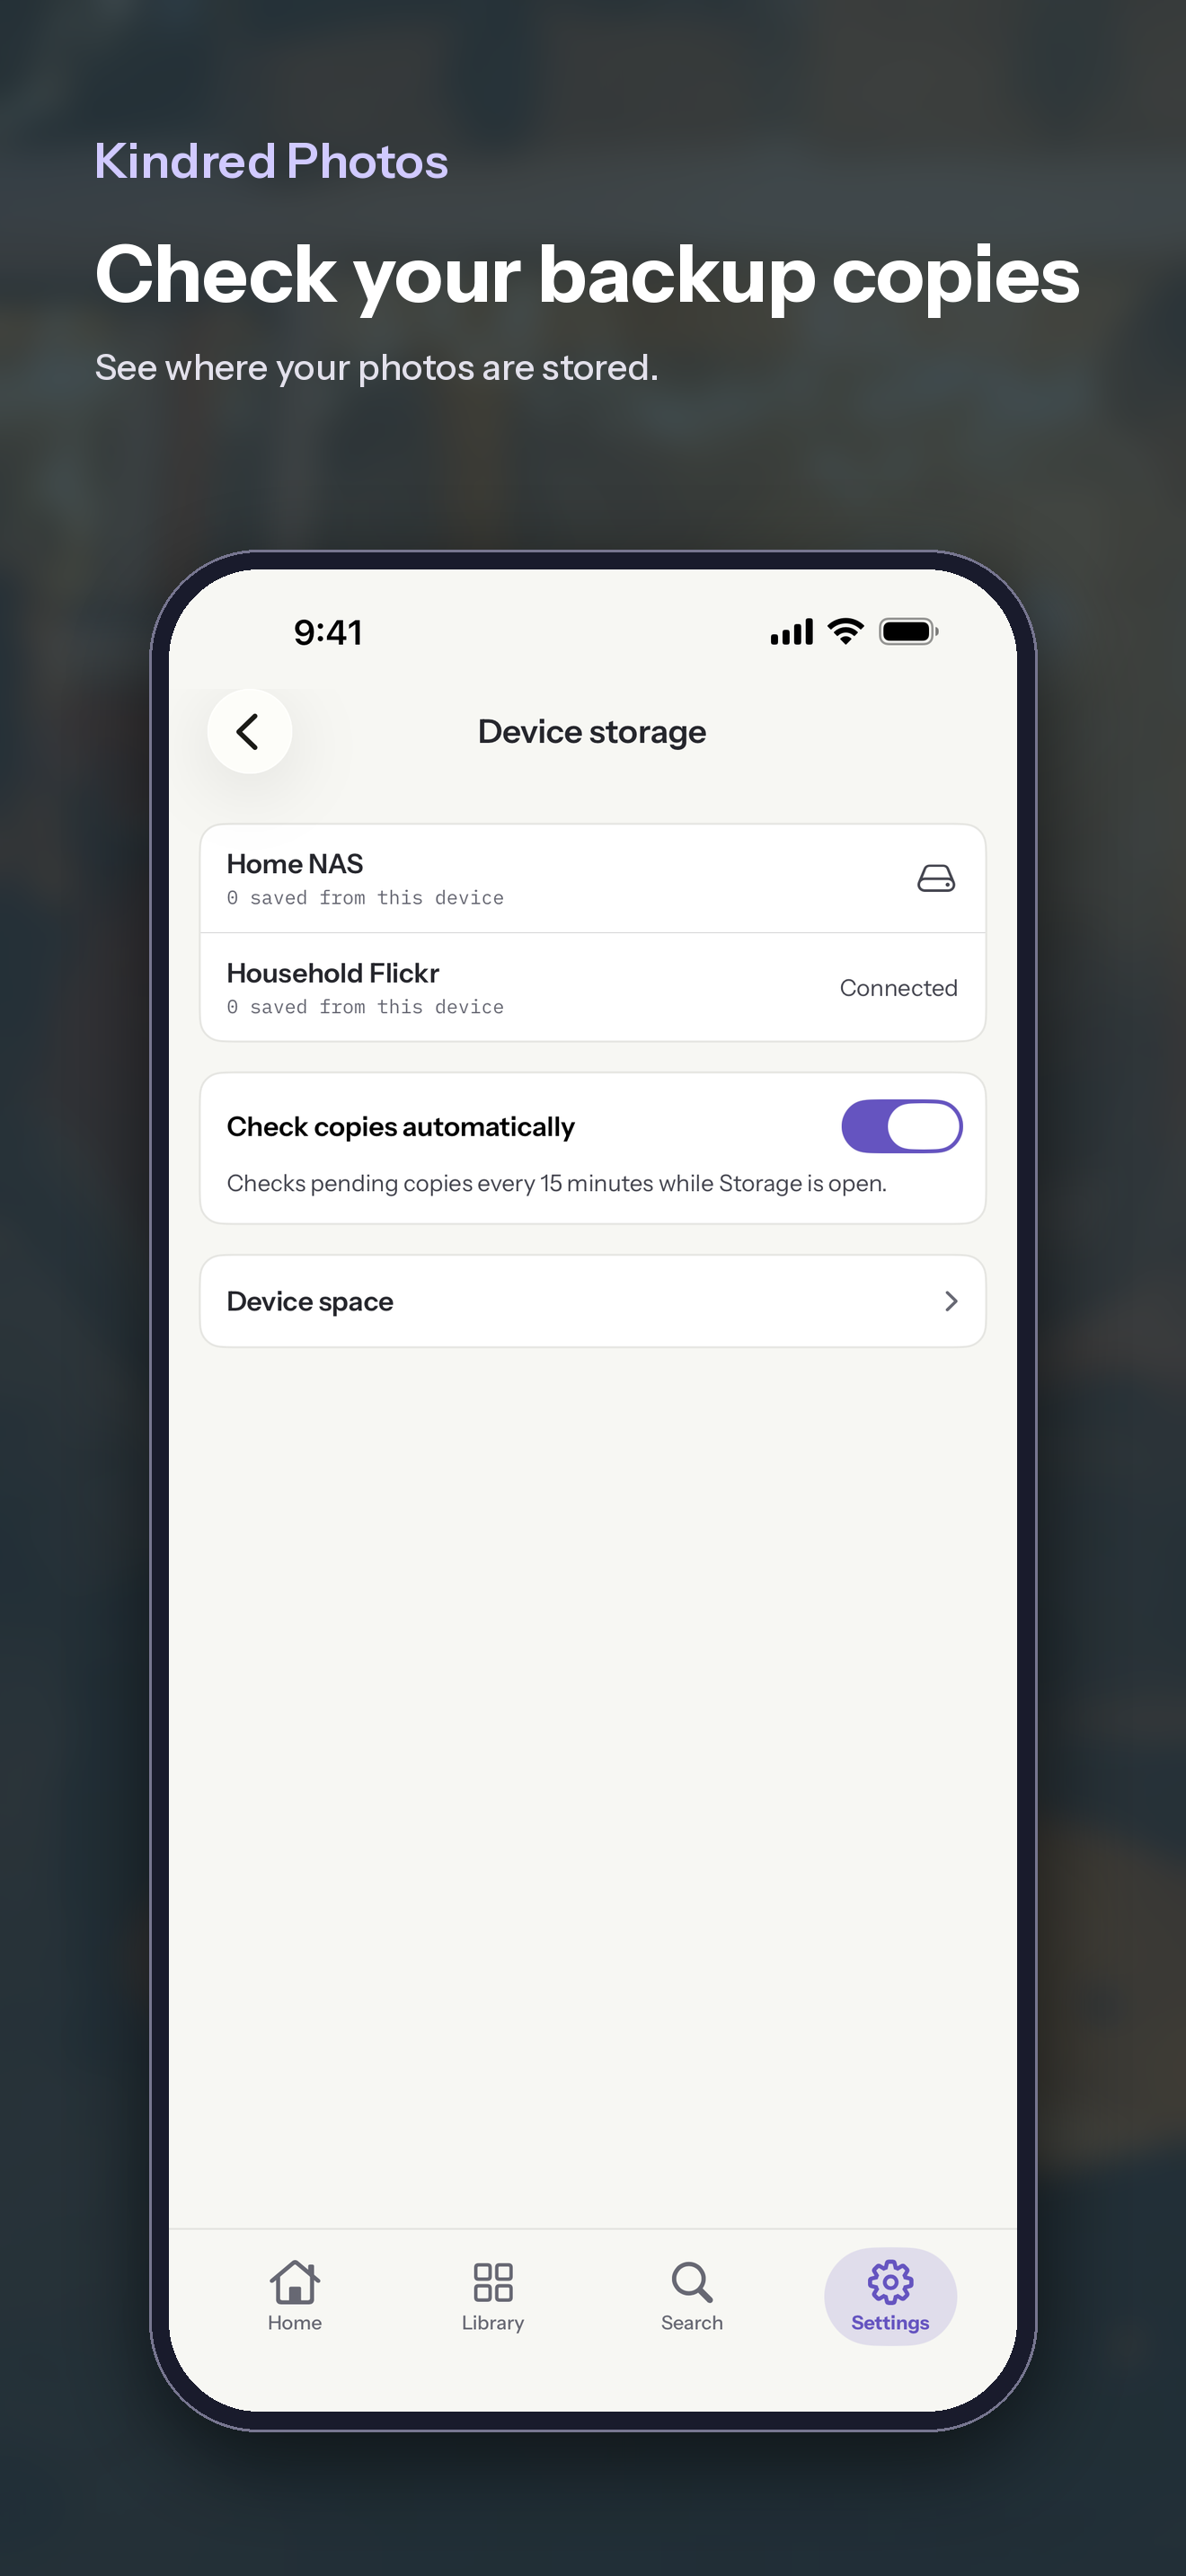 Kindred Photos
Check your backup copies
See where your photos are stored.
9:41
Device storage
Home NAS
0 saved from this device
Household Flickr
0 saved from this device
Connected
Check copies automatically
Checks pending copies every 15 minutes while Storage is open.
Device space
Home
Library
Search
Settings